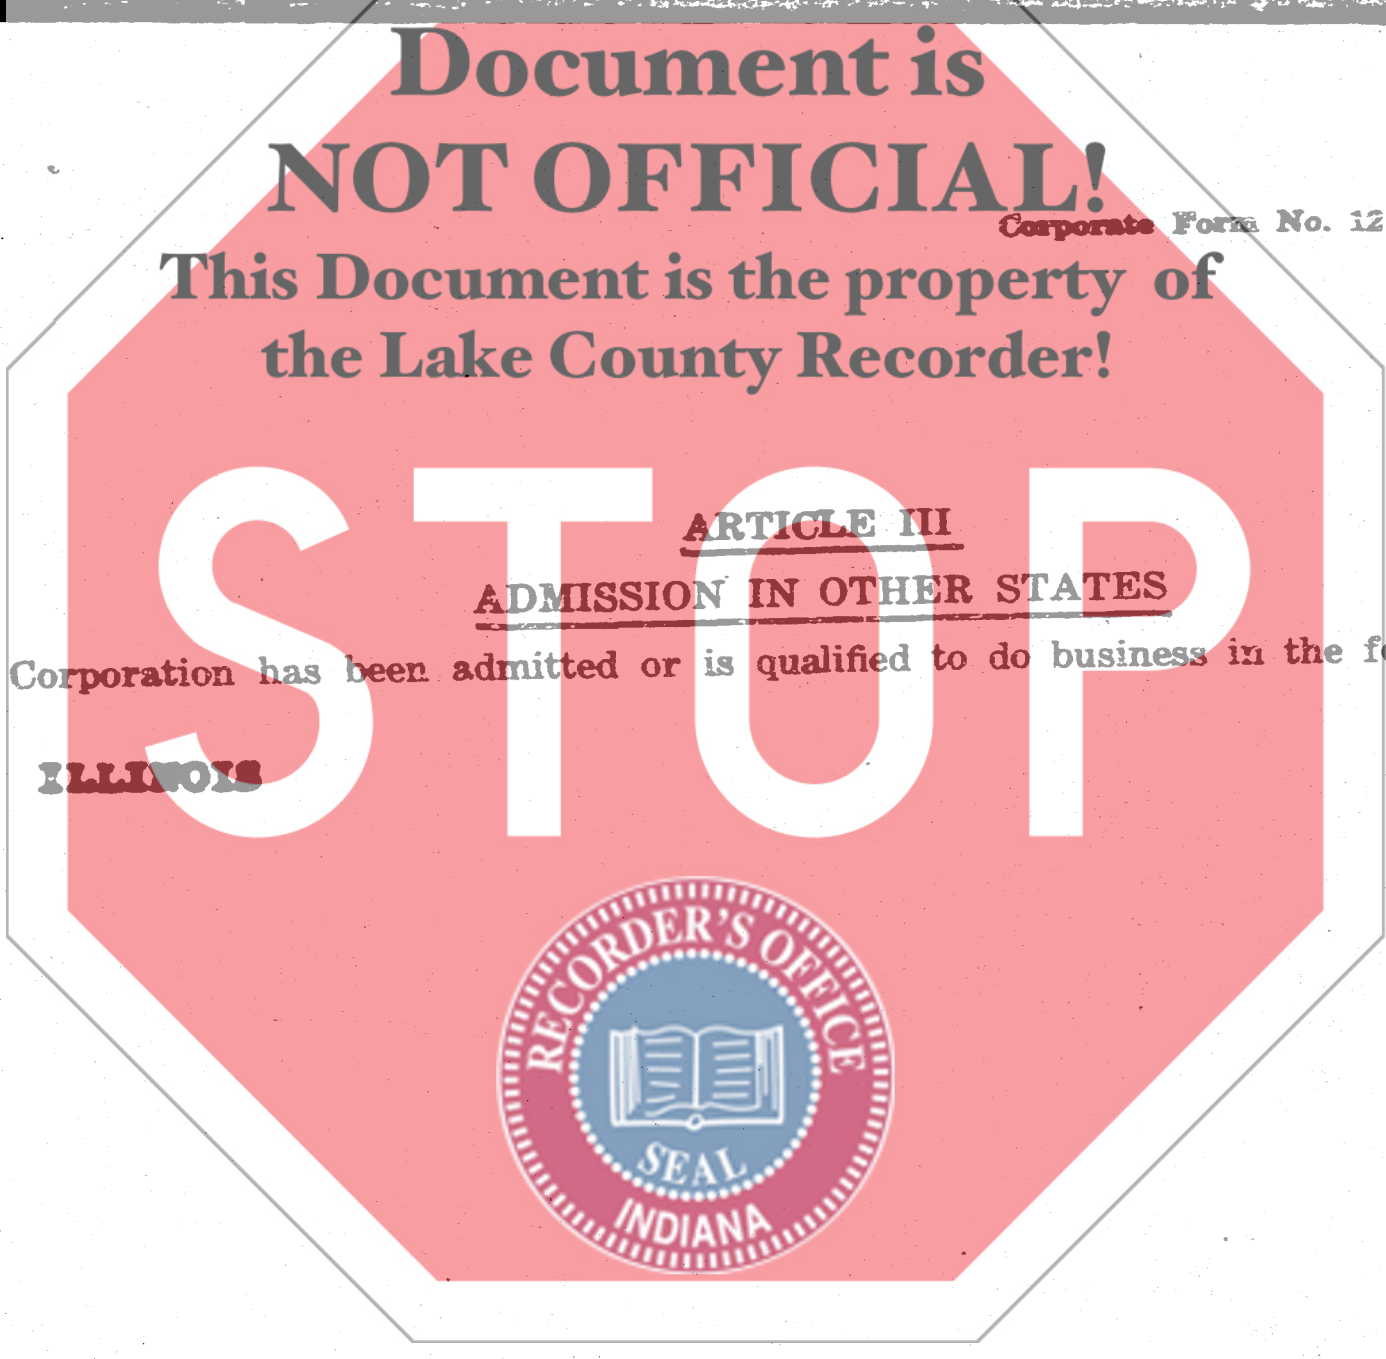 Document is
NOT OFFICIAL!
Corporate Form No. 12
This Document is the property of
the Lake County Recorder!
STOP
ARTICLE III
ADMISSION IN OTHER STATES
Corporation has been admitted or is qualified to do business in the
ILLINOIS
RECORDER'S OFFICE
SEAL
INDIANA